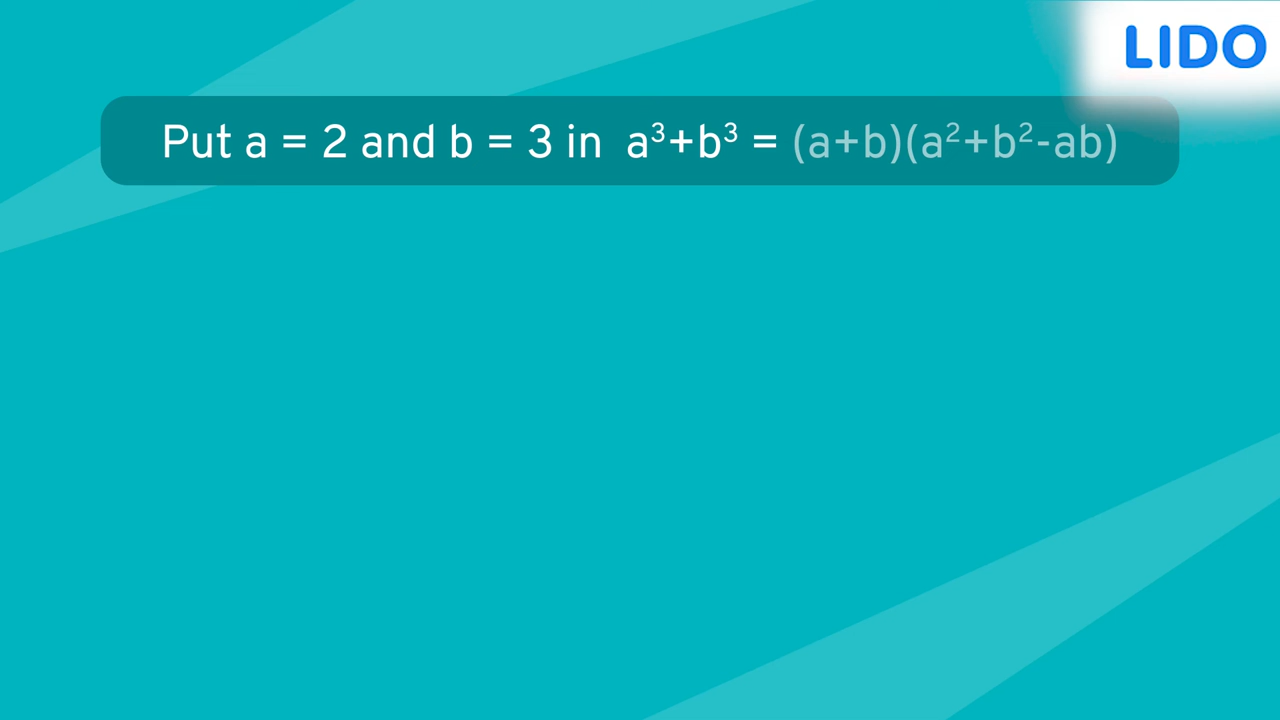 LIDO
Put a = 2 and b = 3 in a³+b³ = (a+b)(a²+b²-ab)